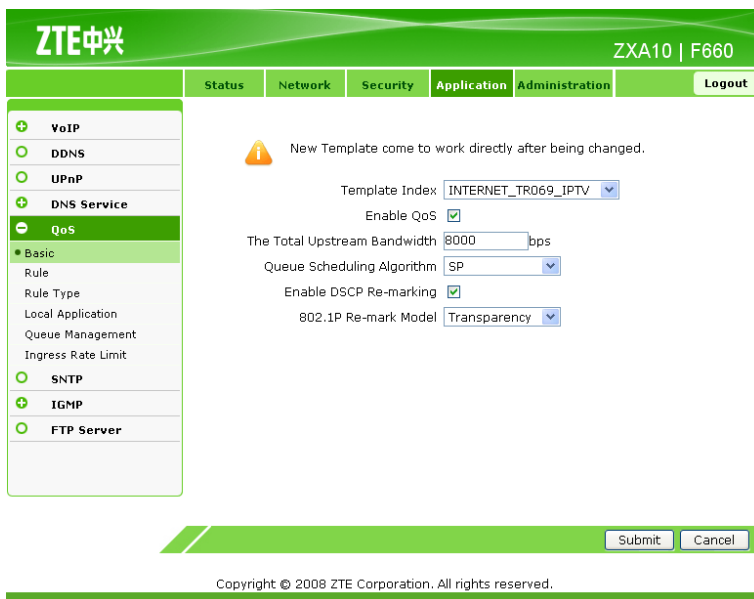 ZTE中兴
ZXA10 | F660
Status Network Security Application Administration Logout
VoIP
DDNS
UPnP
DNS Service
QoS
Basic
Rule
Rule Type
Local Application
Queue Management
Ingress Rate Limit
SNTP
IGMP
FTP Server
New Template come to work directly after being changed.
Template Index INTERNET_TR069_IPTV
Enable QoS
The Total Upstream Bandwidth 8000 bps
Queue Scheduling Algorithm SP
Enable DSCP Re-marking
802.1P Re-mark Model Transparency
Submit Cancel
Copyright © 2008 ZTE Corporation. All rights reserved.